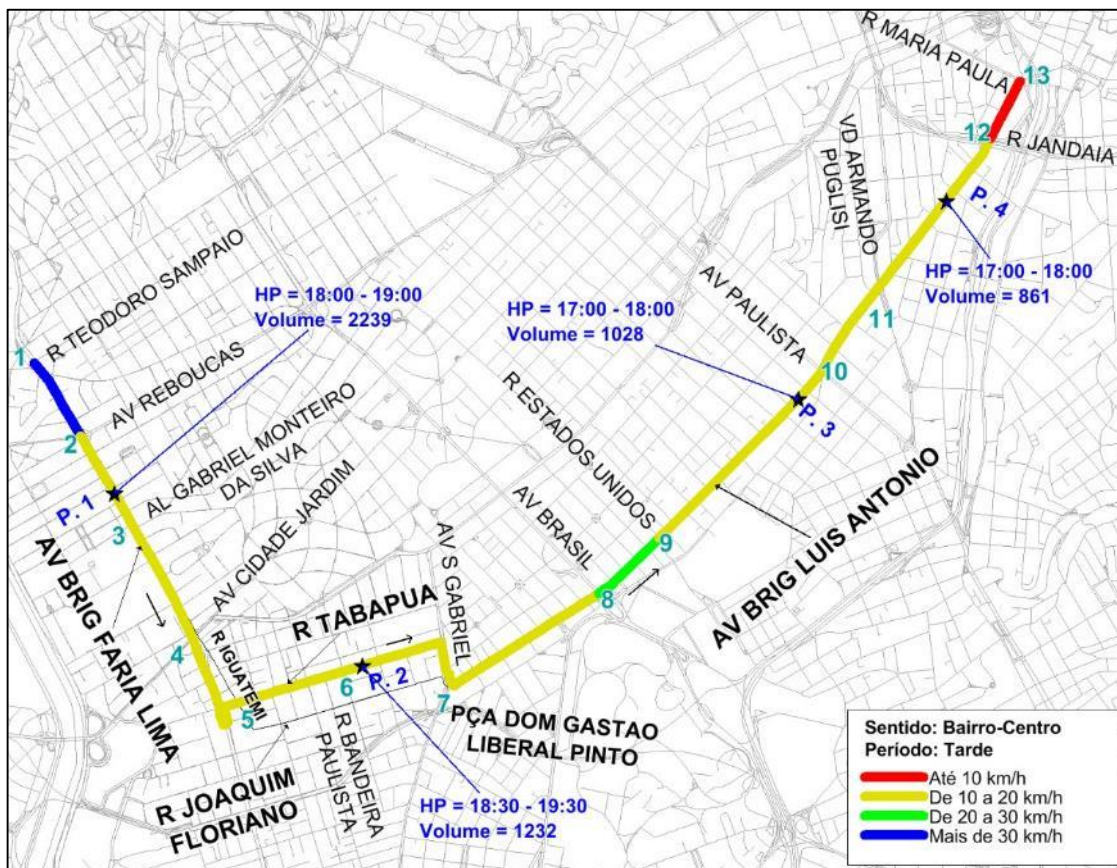 R MARIA PAULA
13
12
R JANDAIA
VD ARMANDO
PUGLISI
P. 4
HP = 17:00 - 18:00
Volume = 861
R TEODORO SAMPAIO
1
HP = 18:00 - 19:00
Volume = 2239
HP = 17:00 - 18:00
Volume = 1028
AV PAULISTA
11
10
P. 3
AV REBOUCAS
2
AL GABRIEL MONTEIRO
DA SILVA
P. 1
3
R ESTADOS UNIDOS
AV CIDADE JARDIM
AV BRASIL
9
8
AV BRIG LUIS ANTONIO
AV BRIG FARIA LIMA
4
R IGUATEMI
R TABAPUA
AV S GABRIEL
5
6
P. 2
7
PÇA DOM GASTAO
LIBERAL PINTO
R BANDEIRA
PAULISTA
R JOAQUIM
FLORIANO
HP = 18:30 - 19:30
Volume = 1232
Sentido: Bairro-Centro
Período: Tarde
Até 10 km/h
De 10 a 20 km/h
De 20 a 30 km/h
Mais de 30 km/h